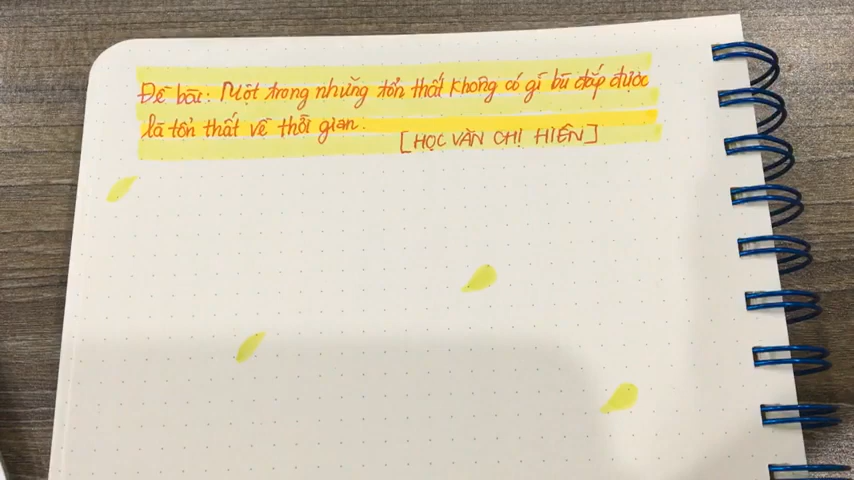 Đề bài: Một trong những tổn thất không có gì bù đắp được
là tổn thất về thời gian.
[HỌC VĂN CHỊ HIÊN]